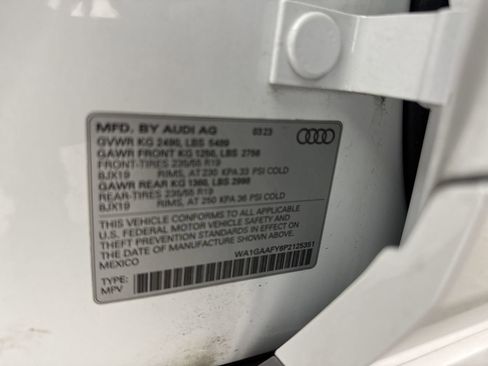 MFD. BY AUDI AG 03 23
GVWR KG 2490, LBS 5489
GAWR FRONT KG 1250, LBS 2756
FRONT-TIRES 235/55 R19
8JX19 RIMS, AT 230 KPA 33 PSI COLD
GAWR REAR KG 1360, LBS 2998
REAR-TIRES 235/55 R19
8JX19 RIMS, AT 250 KPA 36 PSI COLD
THIS VEHICLE CONFORMS TO ALL APPLICABLE
U.S. FEDERAL MOTOR VEHICLE SAFETY AND
THEFT PREVENTION STANDARDS IN EFFECT ON
THE DATE OF MANUFACTURE SHOWN ABOVE.
MEXICO
WA1GAAFY8P2125351
TYPE:
MPV